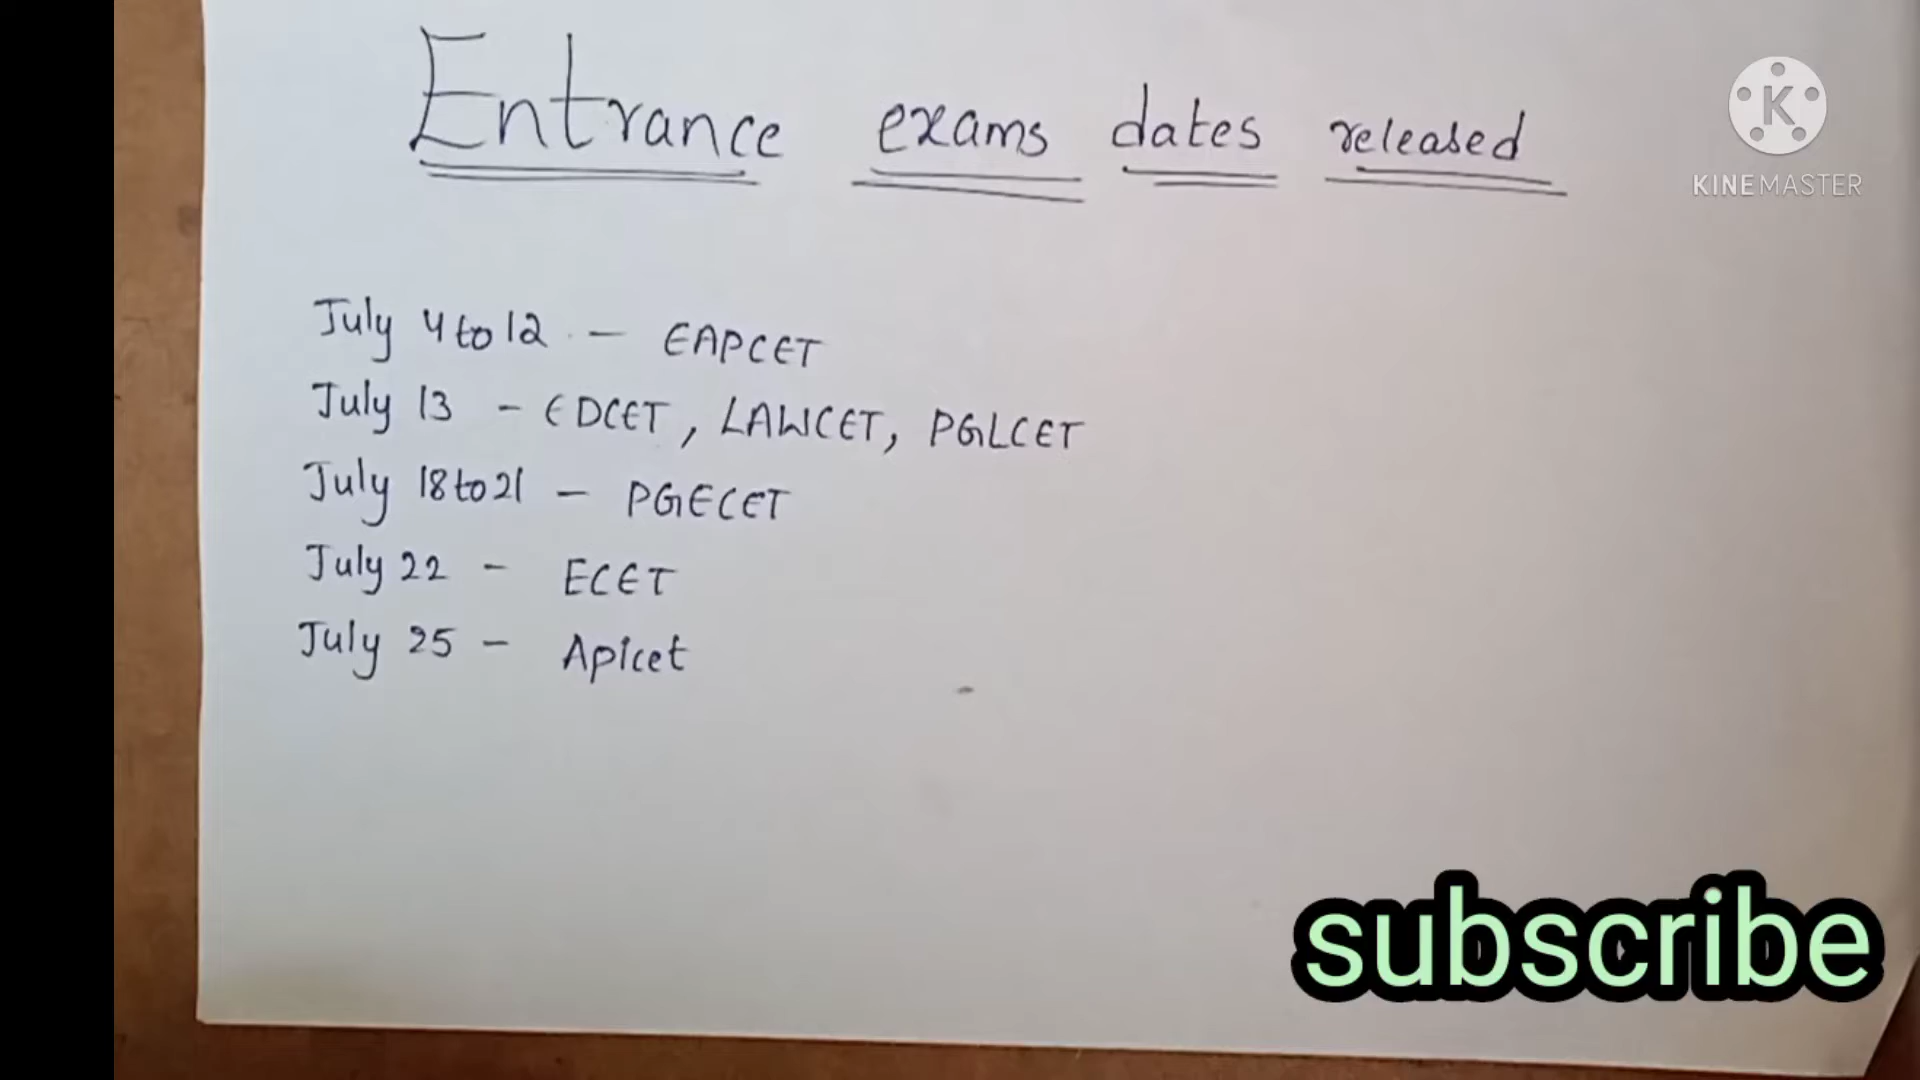 Entrance exams dates released
KINEMASTER
July 4 to 12 - EAPCET
July 13 - EDCET, LAWCET, PGLCET
July 18 to 21 - PGECET
July 22 - ECET
July 25 - Apicet
subscribe